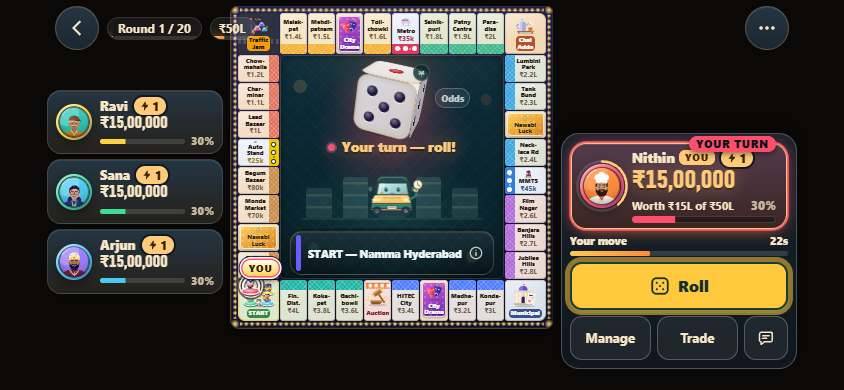 Round 1 / 20
₹50L
Ravi 1
₹15,00,000
30%
Sana 1
₹15,00,000
30%
Arjun 1
₹15,00,000
30%
Traffic Jam
Malak-pet
₹1.4L
Mehdi-patnam
₹1.5L
City Drama
Toli-chowki
₹1.6L
Metro
₹35k
Sainik-puri
₹1.8L
Patny Centre
₹1.9L
Para-dise
₹2L
Chai Adda
Chow-mahalla
₹1.2L
Char-minar
₹1.1L
Laad Bazaar
₹1L
Auto Stand
₹25k
Begum Bazaar
₹80k
Monda Market
₹70k
Nawabi Luck
YOU
Lumbini Park
₹2.2L
Tank Bund
₹2.3L
Nawabi Luck
Neck-lace Rd
₹2.4L
MMTS
₹45k
Film Nagar
₹2.6L
Banjara Hills
₹2.7L
Jubilee Hills
₹2.8L
Odds
Your turn — roll!
START — Namma Hyderabad
START
Fin. Dist.
₹4L
Koka-pet
₹3.8L
Gachi-bowli
₹3.6L
Auction
HITEC City
₹3.4L
City Drama
Madha-pur
₹3.2L
Konda-pur
₹3L
Municipal
YOUR TURN
Nithin YOU 1
₹15,00,000
Worth ₹15L of ₹50L 30%
Your move 22s
Roll
Manage
Trade